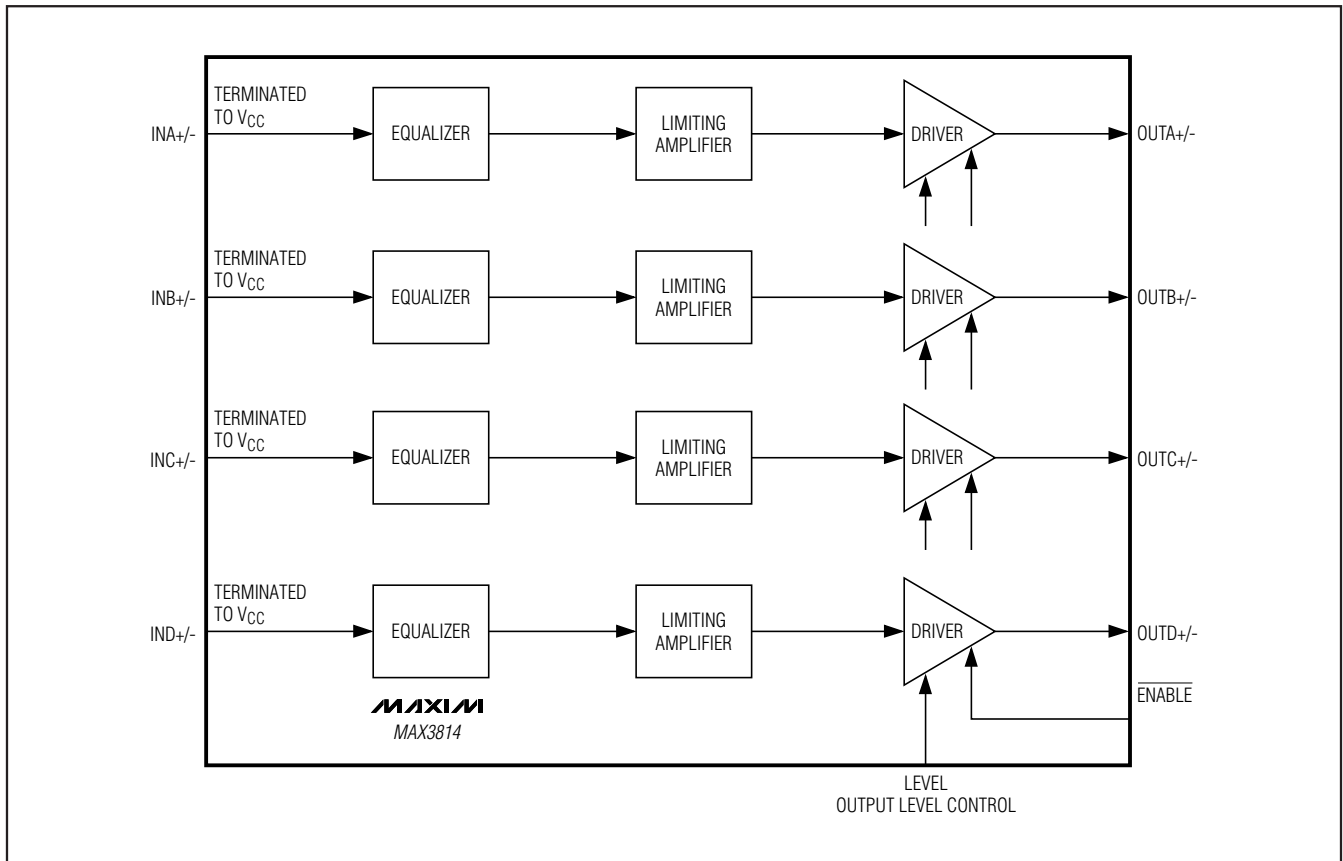 TERMINATED
TO VCC
INA+/-
EQUALIZER
LIMITING
AMPLIFIER
DRIVER
OUTA+/-
TERMINATED
TO VCC
INB+/-
EQUALIZER
LIMITING
AMPLIFIER
DRIVER
OUTB+/-
TERMINATED
TO VCC
INC+/-
EQUALIZER
LIMITING
AMPLIFIER
DRIVER
OUTC+/-
TERMINATED
TO VCC
IND+/-
EQUALIZER
LIMITING
AMPLIFIER
DRIVER
OUTD+/-
ENABLE
MAXIM
MAX3814
LEVEL
OUTPUT LEVEL CONTROL